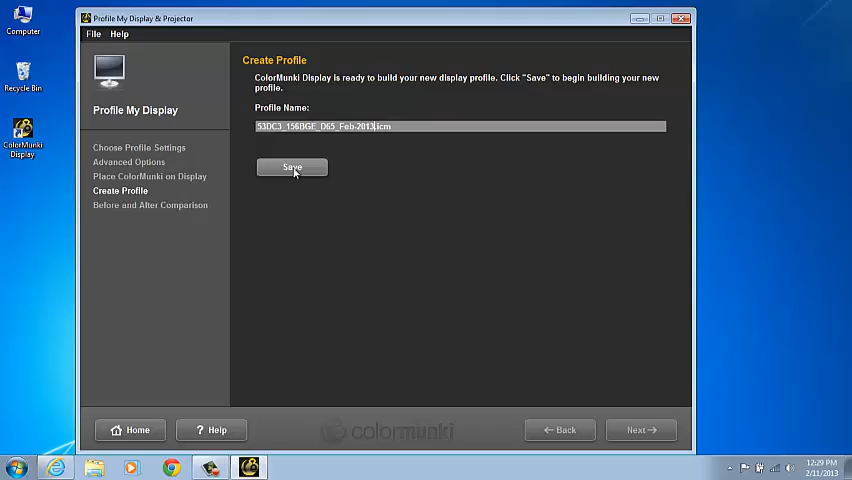 Computer
Recycle Bin
ColorMunki
Display
Profile My Display & Projector
File Help
Profile My Display
Choose Profile Settings
Advanced Options
Place ColorMunki on Display
Create Profile
Before and After Comparison
Create Profile
ColorMunki Display is ready to build your new display profile. Click "Save" to begin building your new
profile.
Profile Name:
53DC3_156BGE_D65_Feb-2013.icm
Save
Home
? Help
colormunki
← Back
Next →
12:29 PM
2/11/2013